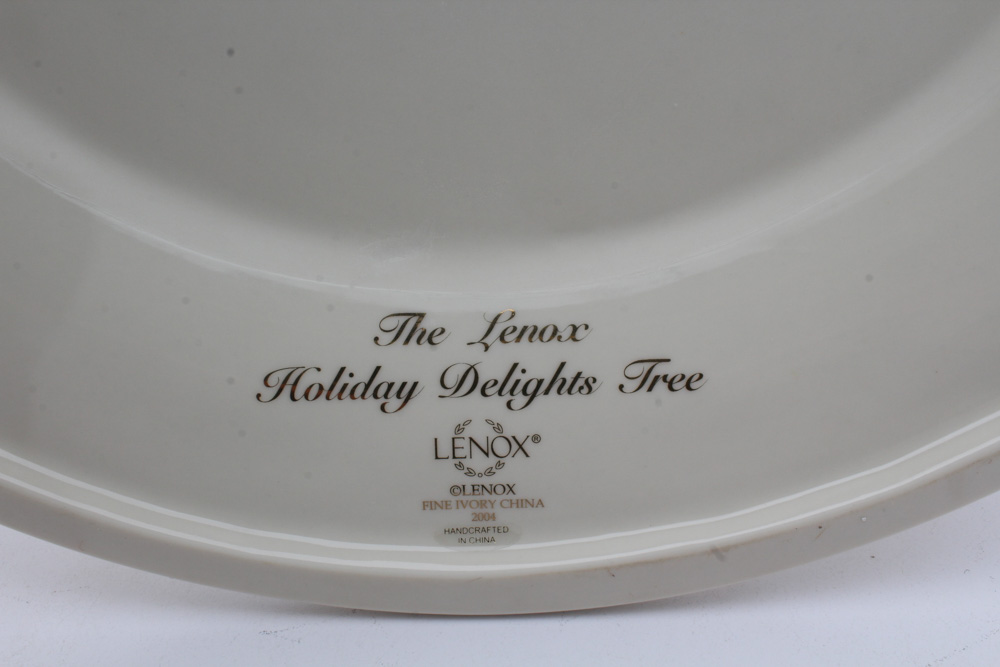 The Lenox
Holiday Delights Tree
LENOX®
©LENOX
FINE IVORY CHINA
2004
HANDCRAFTED
IN CHINA